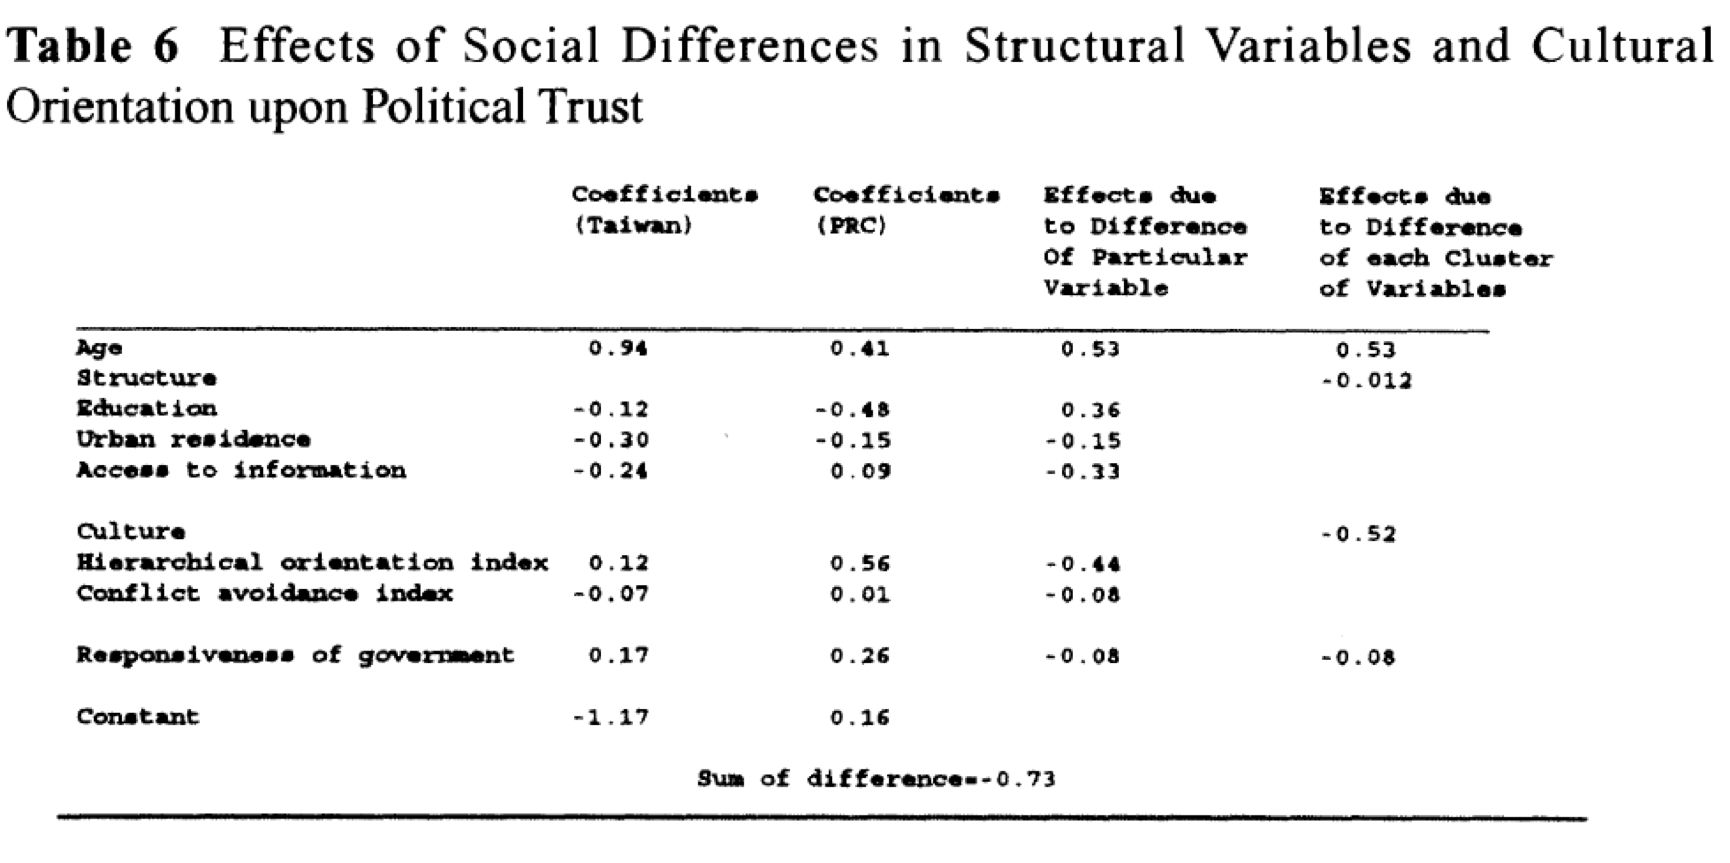 Table 6 Effects of Social Differences in Structural Variables and Cultural
Orientation upon Political Trust
Coefficients (Taiwan) Coefficients (PRC) Effects due to Difference Of Particular Variable Effects due to Difference of each Cluster of Variables
Age 0.94 0.41 0.53 0.53
Structure -0.012
Education -0.12 -0.48 0.36
Urban residence -0.30 -0.15 -0.15
Access to information -0.24 0.09 -0.33
Culture -0.52
Hierarchical orientation index 0.12 0.56 -0.44
Conflict avoidance index -0.07 0.01 -0.08
Responsiveness of government 0.17 0.26 -0.08 -0.08
Constant -1.17 0.16
Sum of difference=-0.73